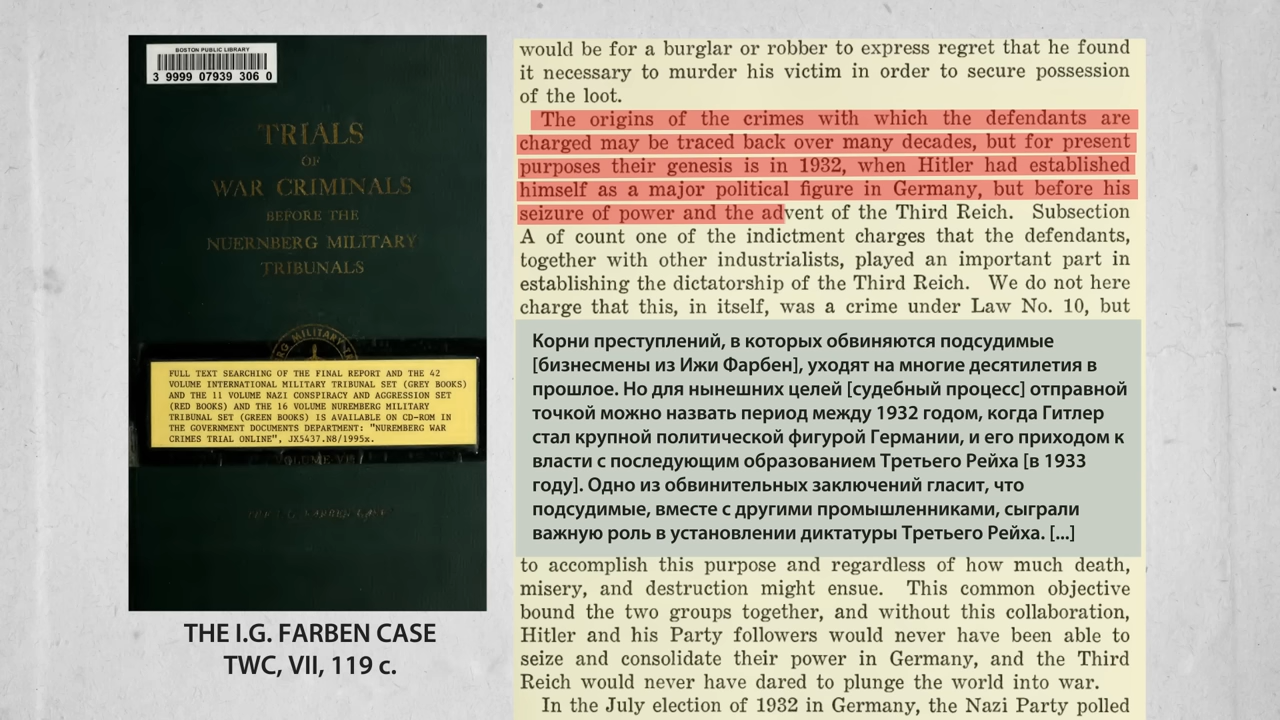 BOSTON PUBLIC LIBRARY
3 9999 07939 306 0
TRIALS
OF
WAR CRIMINALS
BEFORE THE
NUERNBERG MILITARY
TRIBUNALS
FULL TEXT SEARCHING OF THE FINAL REPORT AND THE 42
VOLUME INTERNATIONAL MILITARY TRIBUNAL SET (GREY BOOKS)
AND THE 11 VOLUME NAZI CONSPIRACY AND AGGRESSION SET
(RED BOOKS) AND THE 16 VOLUME NUREMBERG MILITARY
TRIBUNAL SET (GREEN BOOKS) IS AVAILABLE ON CD-ROM IN
THE GOVERNMENT DOCUMENTS DEPARTMENT: "NUREMBERG WAR
CRIMES TRIAL ONLINE", JX5437.N8/1995x.
THE I.G. FARBEN CASE
TWC, VII, 119 c.
would be for a burglar or robber to express regret that he found
it necessary to murder his victim in order to secure possession
of the loot.
The origins of the crimes with which the defendants are
charged may be traced back over many decades, but for present
purposes their genesis is in 1932, when Hitler had established
himself as a major political figure in Germany, but before his
seizure of power and the advent of the Third Reich. Subsection
A of count one of the indictment charges that the defendants,
together with other industrialists, played an important part in
establishing the dictatorship of the Third Reich. We do not here
charge that this, in itself, was a crime under Law No. 10, but
Корни преступлений, в которых обвиняются подсудимые
[бизнесмены из Ижи Фарбен], уходят на многие десятилетия в
прошлое. Но для нынешних целей [судебный процесс] отправной
точкой можно назвать период между 1932 годом, когда Гитлер
стал крупной политической фигурой Германии, и его приходом к
власти с последующим образованием Третьего Рейха [в 1933
году]. Одно из обвинительных заключений гласит, что
подсудимые, вместе с другими промышленниками, сыграли
важную роль в установлении диктатуры Третьего Рейха. [...]
to accomplish this purpose and regardless of how much death,
misery, and destruction might ensue. This common objective
bound the two groups together, and without this collaboration,
Hitler and his Party followers would never have been able to
seize and consolidate their power in Germany, and the Third
Reich would never have dared to plunge the world into war.
In the July election of 1932 in Germany, the Nazi Party polled